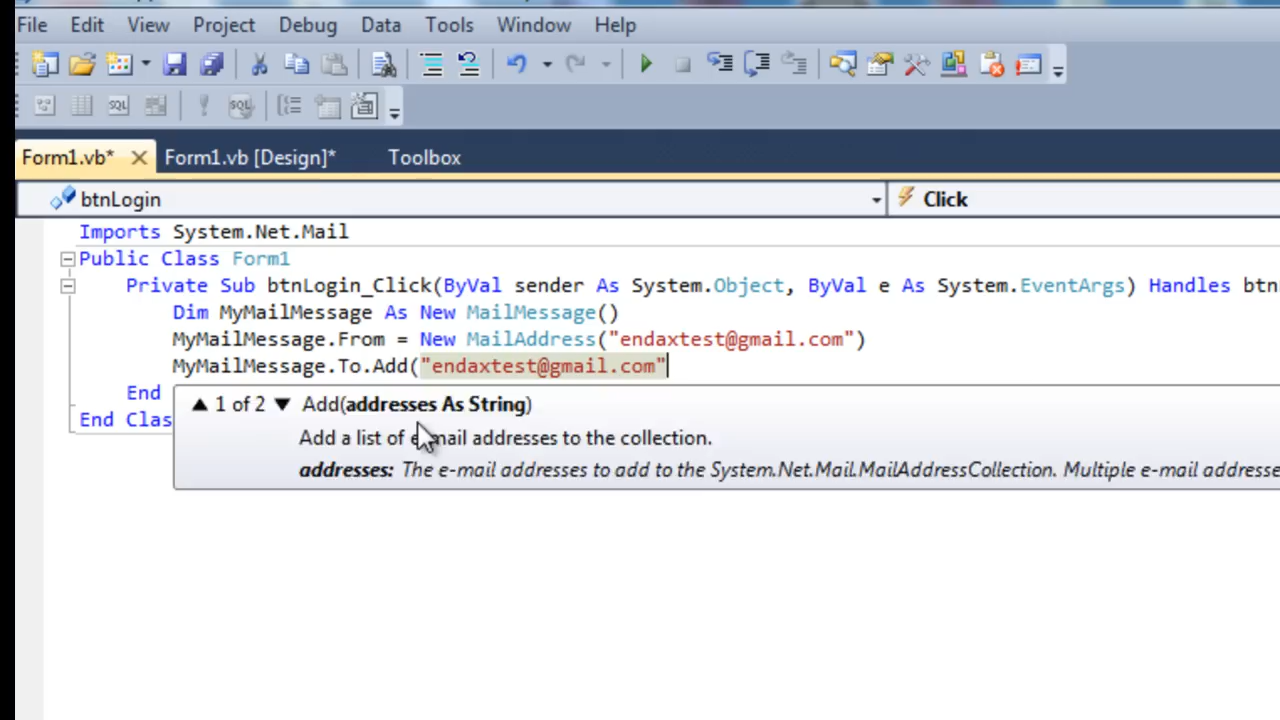 File Edit View Project Debug Data Tools Window Help
SQL SQL
Form1.vb* Form1.vb [Design]* Toolbox
btnLogin Click
Imports System.Net.Mail
Public Class Form1
Private Sub btnLogin_Click(ByVal sender As System.Object, ByVal e As System.EventArgs) Handles btn
Dim MyMailMessage As New MailMessage()
MyMailMessage.From = New MailAddress("endaxtest@gmail.com")
MyMailMessage.To.Add("endaxtest@gmail.com"
End
End Clas
▲ 1 of 2 ▼ Add(addresses As String)
Add a list of e-mail addresses to the collection.
addresses: The e-mail addresses to add to the System.Net.Mail.MailAddressCollection. Multiple e-mail addresse